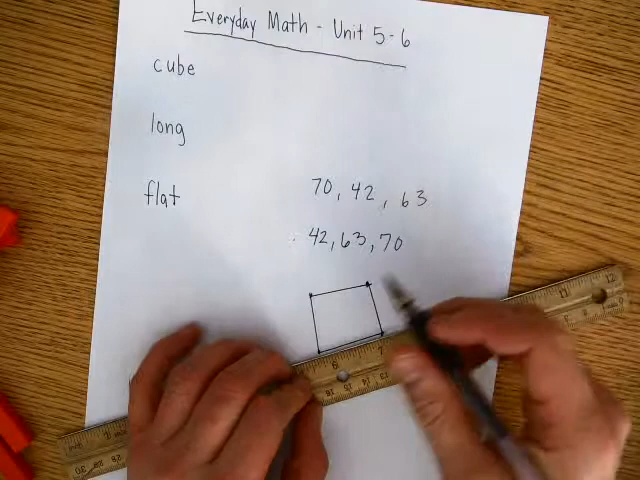 Everyday Math - Unit 5-6
cube
long
flat
70, 42, 63
42, 63, 70